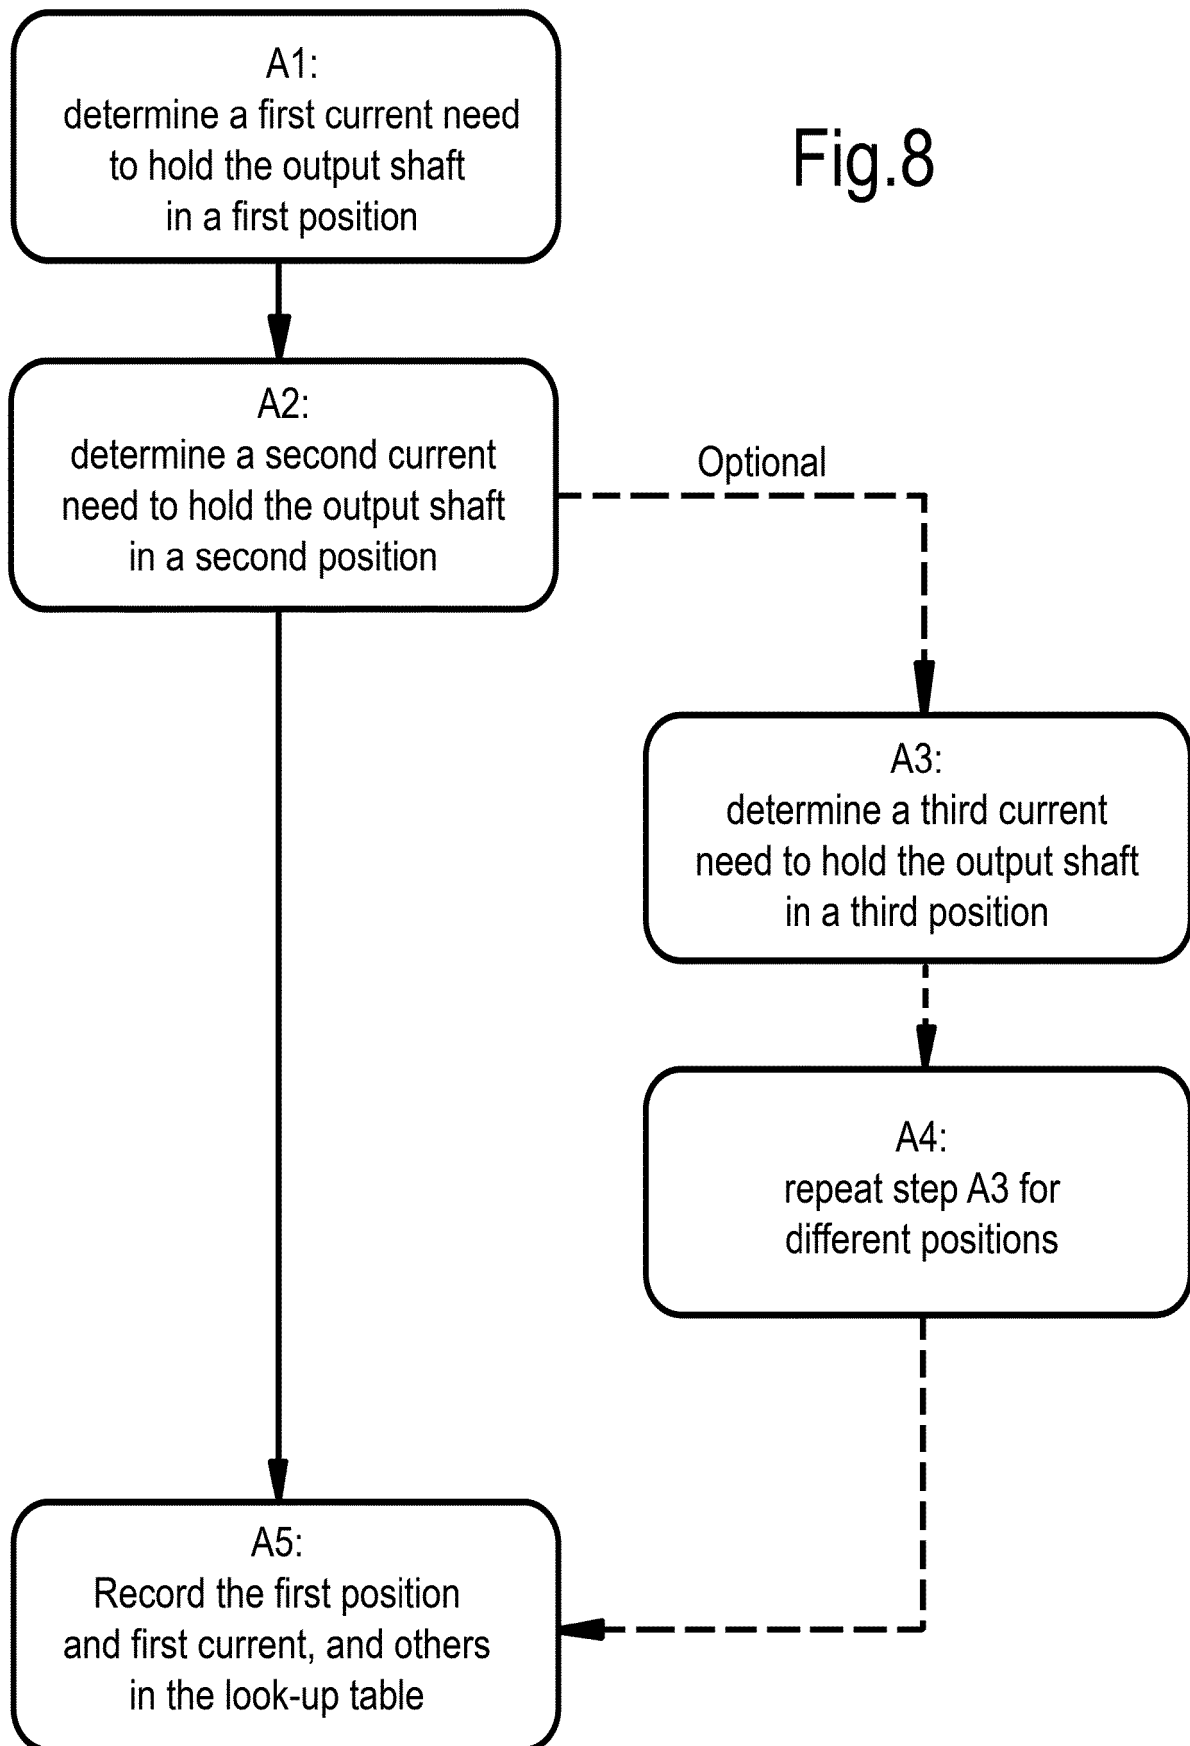 A1:
determine a first current need
to hold the output shaft
in a first position
Fig.8
A2:
determine a second current
need to hold the output shaft
in a second position
Optional
A3:
determine a third current
need to hold the output shaft
in a third position
A4:
repeat step A3 for
different positions
A5:
Record the first position
and first current, and others
in the look-up table